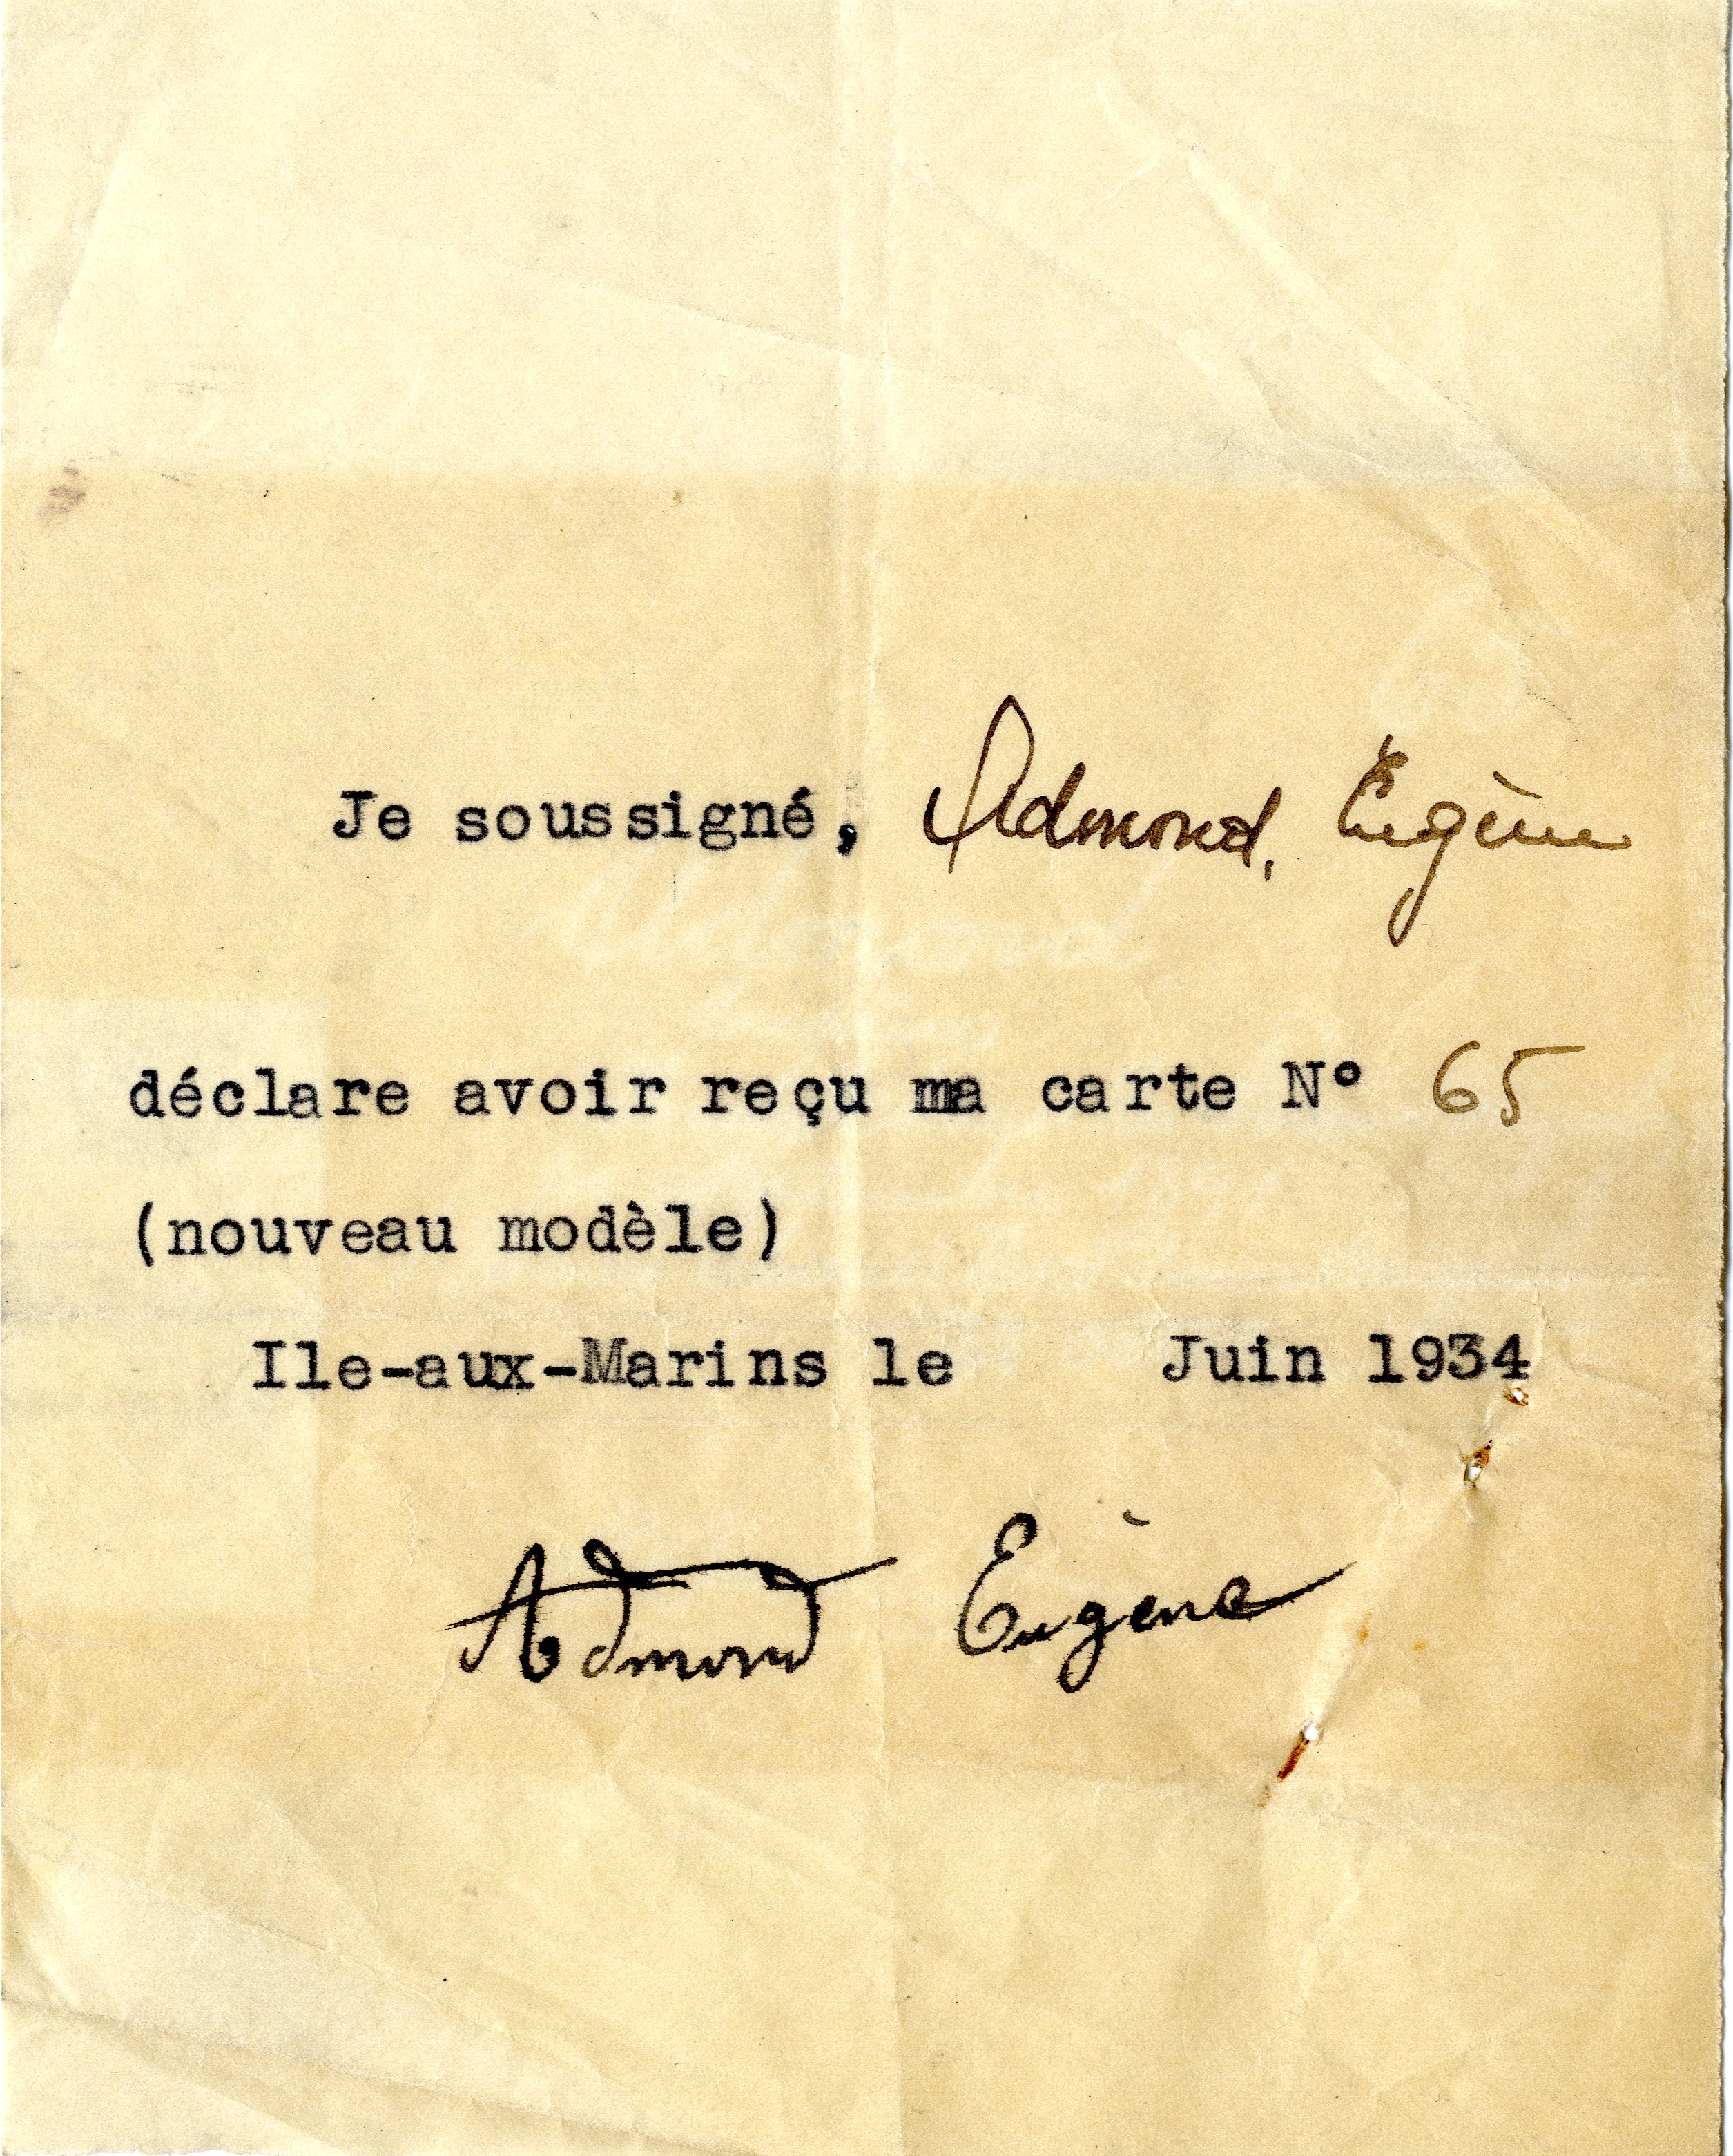 Je soussigné, Admond, Eugène
déclare avoir reçu ma carte N° 65
(nouveau modèle)
Ile-aux-Marins le Juin 1934
Admond Eugène